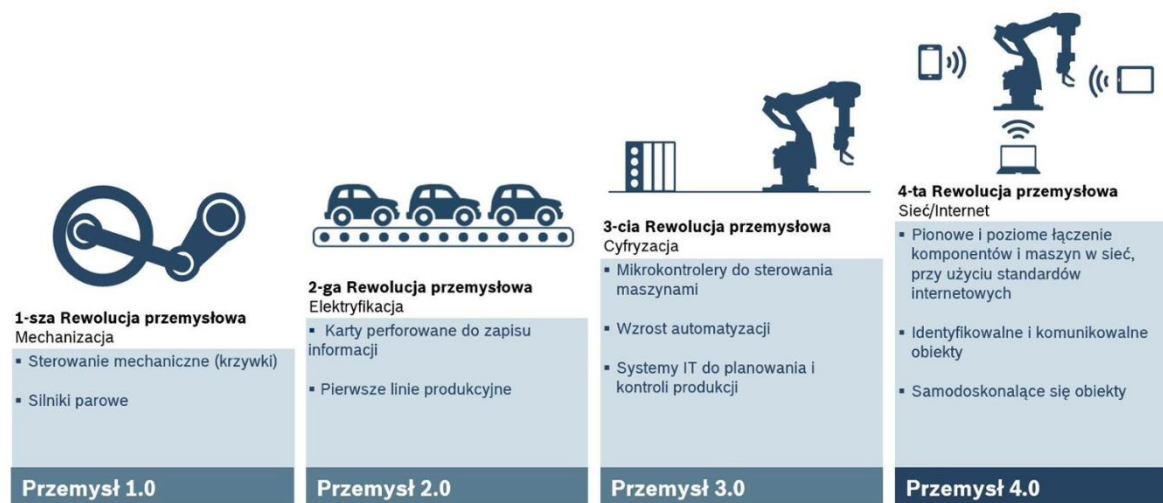 1-sza Rewolucja przemysłowa
Mechanizacja
▪ Sterowanie mechaniczne (krzywki)
▪ Silniki parowe
Przemysł 1.0
2-ga Rewolucja przemysłowa
Elektryfikacja
▪ Karty perforowane do zapisu
informacji
▪ Pierwsze linie produkcyjne
Przemysł 2.0
3-cia Rewolucja przemysłowa
Cyfryzacja
▪ Mikrokontrolery do sterowania
maszynami
▪ Wzrost automatyzacji
▪ Systemy IT do planowania i
kontroli produkcji
Przemysł 3.0
4-ta Rewolucja przemysłowa
Sieć/Internet
▪ Pionowe i poziome łączenie
komponentów i maszyn w sieć,
przy użyciu standardów
internetowych
▪ Identyfikowalne i komunikowalne
obiekty
▪ Samodoskonalące się obiekty
Przemysł 4.0